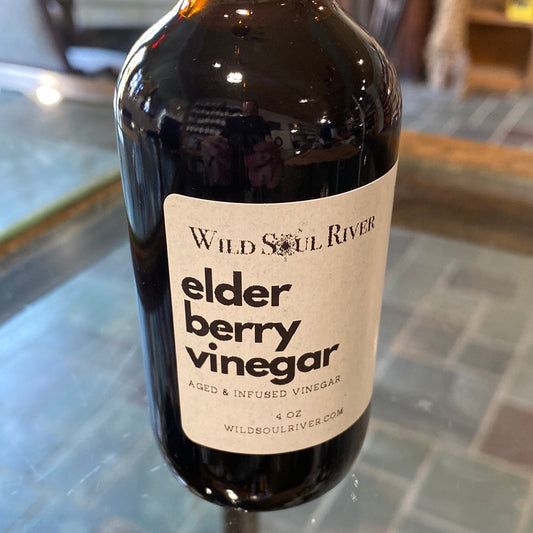 WILD SOUL RIVER
elder
berry
vinegar
AGED & INFUSED VINEGAR
4 OZ
WILDSOULRIVER.COM